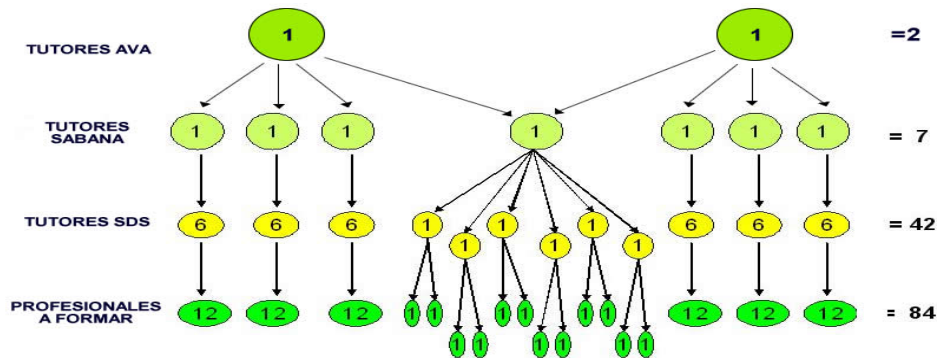 1 1 =2
TUTORES AVA
TUTORES
SABANA
1 1 1 1 1 1 1 = 7
TUTORES SDS
6 6 6 1 1 1 6 6 6 = 42
1 1 1
PROFESIONALES
A FORMAR
12 12 12 1 1 1 1 1 1 12 12 12 = 84
1 1 1 1 1 1